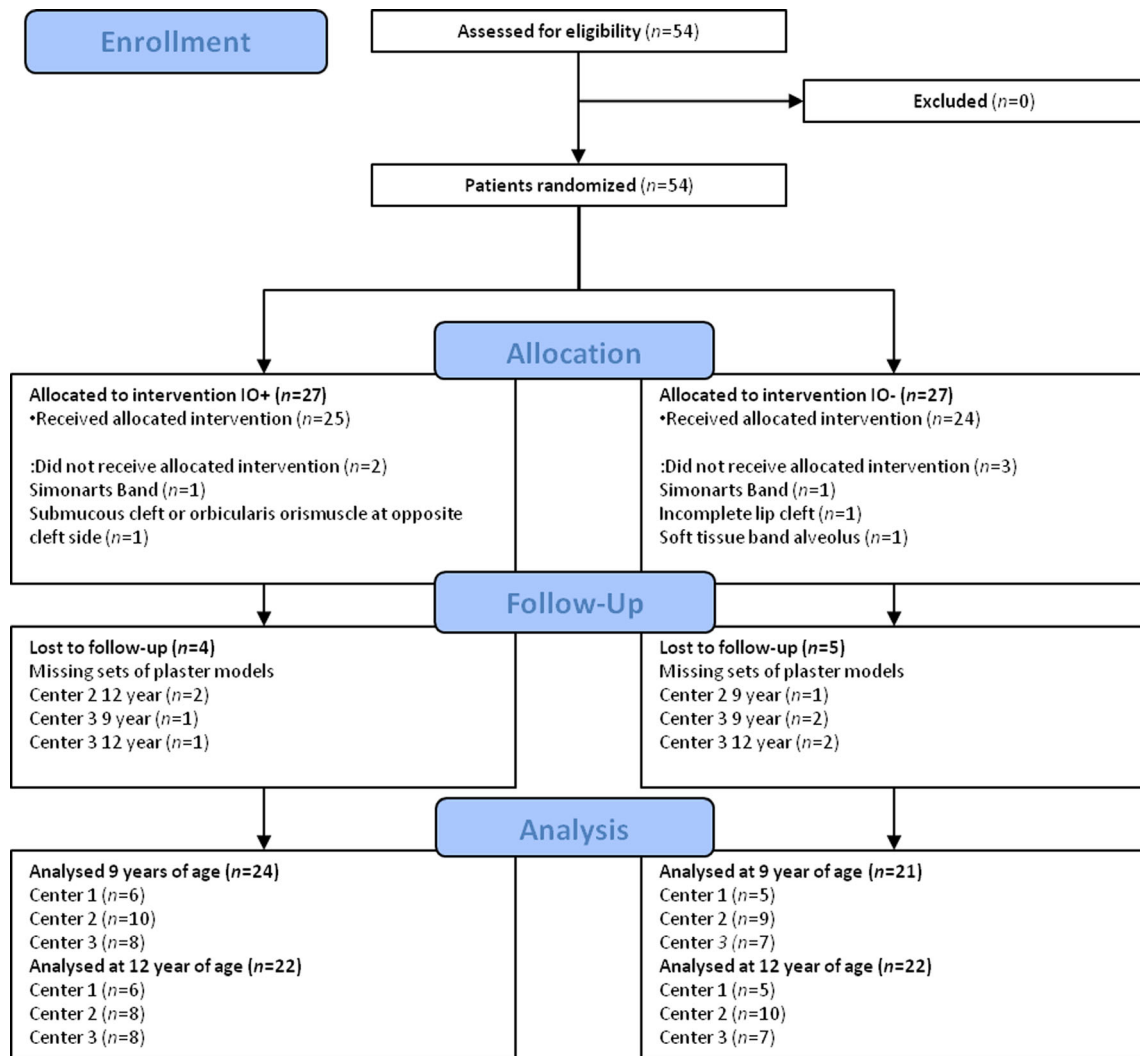 Enrollment
Assessed for eligibility (n=54)
Excluded (n=0)
Patients randomized (n=54)
Allocation
Allocated to intervention IO+ (n=27)
•Received allocated intervention (n=25)
:Did not receive allocated intervention (n=2)
Simonarts Band (n=1)
Submucous cleft or orbicularis orismuscle at opposite
cleft side (n=1)
Allocated to intervention IO- (n=27)
•Received allocated intervention (n=24)
:Did not receive allocated intervention (n=3)
Simonarts Band (n=1)
Incomplete lip cleft (n=1)
Soft tissue band alveolus (n=1)
Follow-Up
Lost to follow-up (n=4)
Missing sets of plaster models
Center 2 12 year (n=2)
Center 3 9 year (n=1)
Center 3 12 year (n=1)
Lost to follow-up (n=5)
Missing sets of plaster models
Center 2 9 year (n=1)
Center 3 9 year (n=2)
Center 3 12 year (n=2)
Analysis
Analysed 9 years of age (n=24)
Center 1 (n=6)
Center 2 (n=10)
Center 3 (n=8)
Analysed at 12 year of age (n=22)
Center 1 (n=6)
Center 2 (n=8)
Center 3 (n=8)
Analysed at 9 year of age (n=21)
Center 1 (n=5)
Center 2 (n=9)
Center 3 (n=7)
Analysed at 12 year of age (n=22)
Center 1 (n=5)
Center 2 (n=10)
Center 3 (n=7)